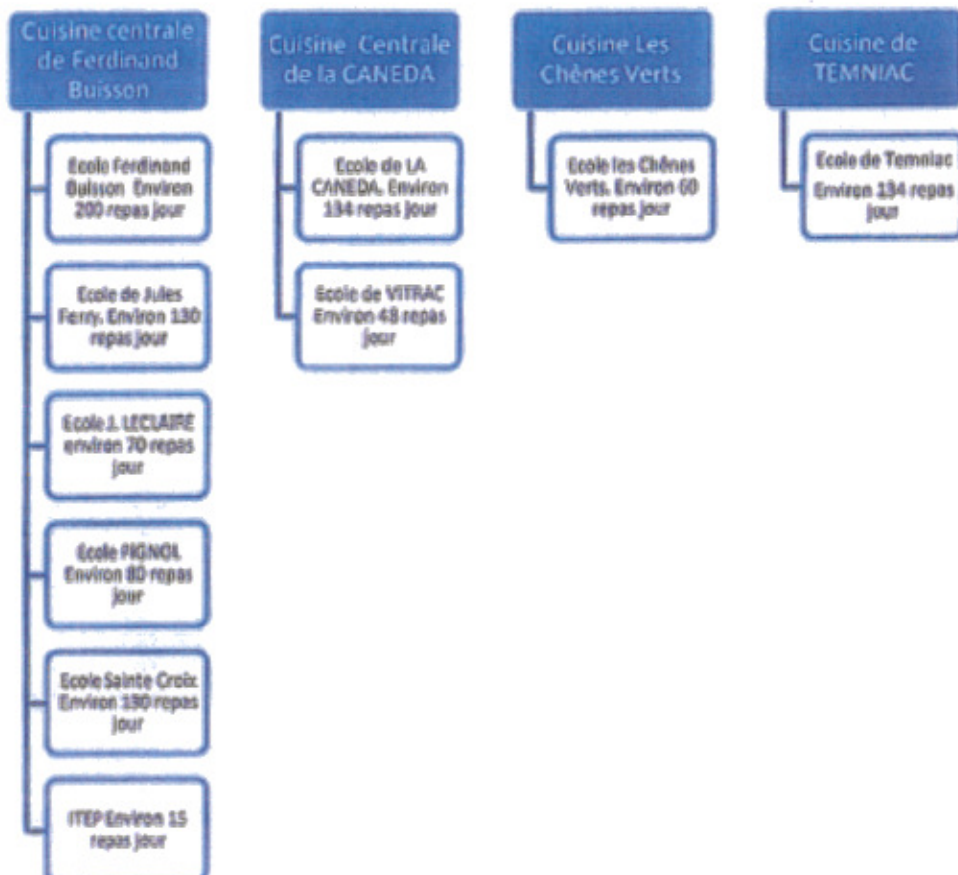 Cuisine centrale
de Ferdinand
Buisson
Ecole Ferdinand
Buisson Environ
200 repas jour
Ecole de Jules
Ferry. Environ 130
repas jour
Ecole J. LECLAIRE
environ 70 repas
jour
Ecole PIGNOL
Environ 80 repas
jour
Ecole Sainte Croix
Environ 130 repas
jour
ITEP Environ 15
repas jour
Cuisine Centrale
de la CANEDA
Ecole de LA
CANEDA. Environ
134 repas jour
Ecole de VITRAC
Environ 48 repas
jour
Cuisine Les
Chênes Verts
Ecole les Chênes
Verts. Environ 60
repas jour
Cuisine de
TEMNIAC
Ecole de Temniac
Environ 134 repas
jour